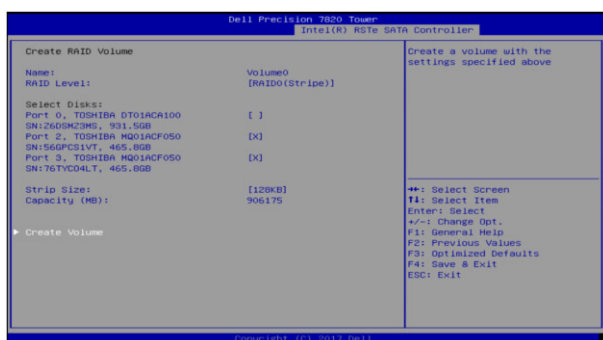 Dell Precision 7820 Tower
Intel(R) RSTe SATA Controller
Create RAID Volume
Name: Volume0
RAID Level: [RAID0(Stripe)]
Select Disks:
Port 0, TOSHIBA DT01ACA100 [ ]
SN:Z6DSMZ3MS, 931.5GB
Port 2, TOSHIBA MQ01ACF050 [X]
SN:56GPCS1VT, 465.8GB
Port 3, TOSHIBA MQ01ACF050 [X]
SN:76TYCO4LT, 465.8GB
Strip Size: [128KB]
Capacity (MB): 906175
Create Volume
Create a volume with the
settings specified above
→←: Select Screen
↑↓: Select Item
Enter: Select
+/-: Change Opt.
F1: General Help
F2: Previous Values
F3: Optimized Defaults
F4: Save & Exit
ESC: Exit
Copyright (C) 2017 Dell